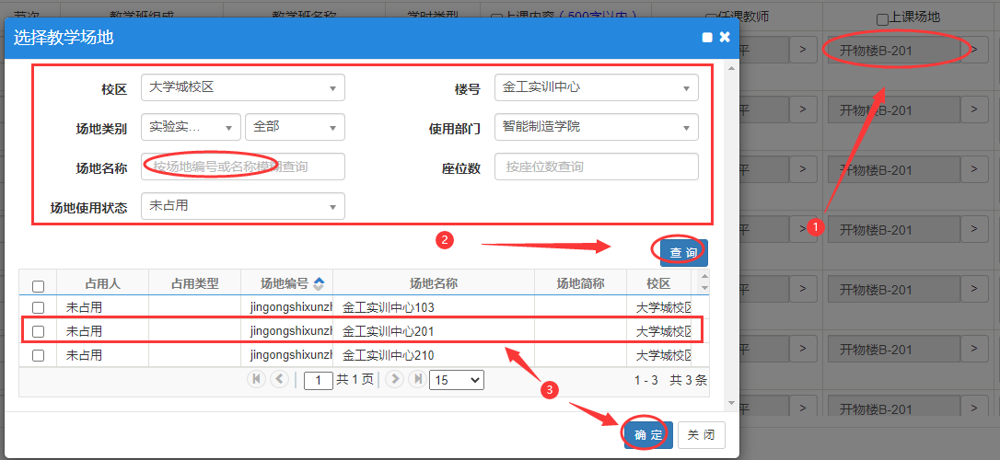 节次 教学班组成 教学班名称 学时类型 上课内容（500字以内） 任课教师 上课场地
选择教学场地
平 > 开物楼B-201 >
校区 大学城校区 楼号 金工实训中心
平 > 开物楼B-201 >
场地类别 实验实... 全部 使用部门 智能制造学院
场地名称 按场地编号或名称模糊查询 座位数 按座位数查询
平 > 开物楼B-201 >
场地使用状态 未占用
平 > 开物楼B-201 >
1
2
查 询
占用人 占用类型 场地编号 场地名称 场地简称 校区
平 > 开物楼B-201 >
未占用 jingongshixunzh 金工实训中心103 大学城校区
未占用 jingongshixunzh 金工实训中心201 大学城校区
平 > 开物楼B-201 >
未占用 jingongshixunzh 金工实训中心210 大学城校区
1 共 1 页 15 1 - 3 共 3 条
3
平 > 开物楼B-201 >
确 定 关 闭